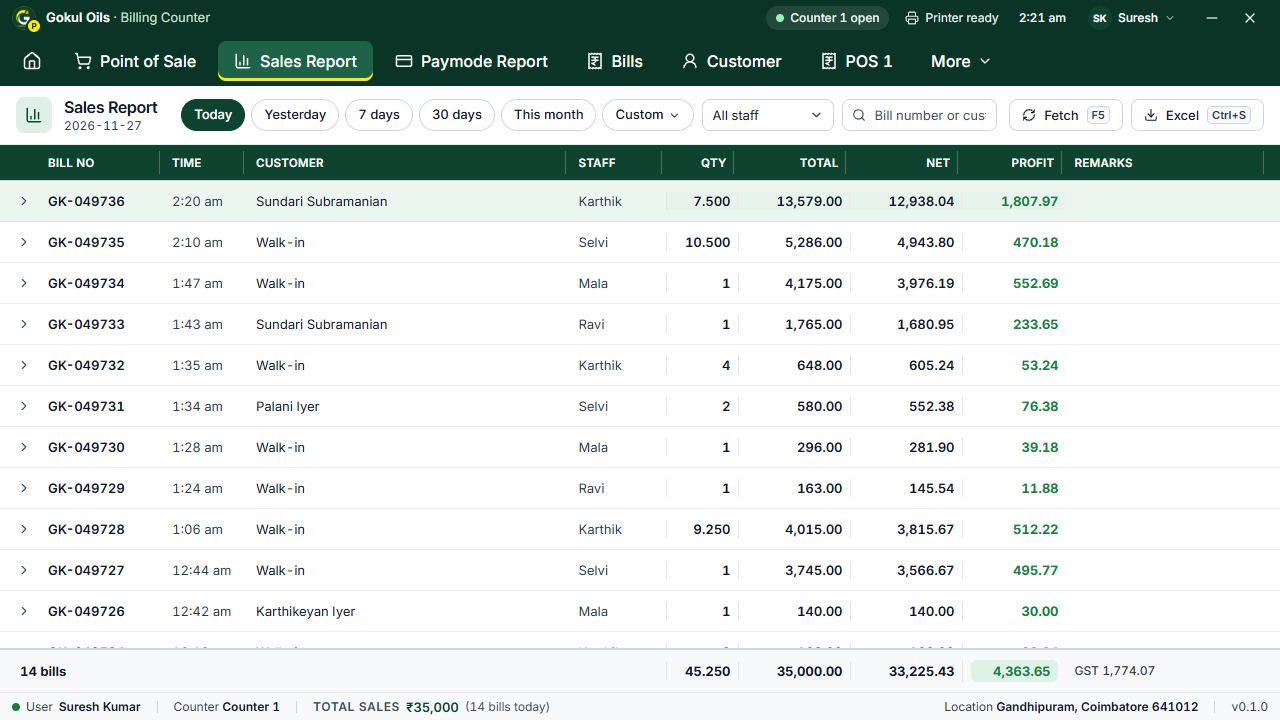 Gokul Oils · Billing Counter
Counter 1 open
Printer ready
2:21 am
SK Suresh
Point of Sale
Sales Report
Paymode Report
Bills
Customer
POS 1
More
Sales Report
2026-11-27
Today
Yesterday
7 days
30 days
This month
Custom
All staff
Bill number or cus
Fetch F5
Excel Ctrl+S
BILL NO TIME CUSTOMER STAFF QTY TOTAL NET PROFIT REMARKS
GK-049736 2:20 am Sundari Subramanian Karthik 7.500 13,579.00 12,938.04 1,807.97
GK-049735 2:10 am Walk-in Selvi 10.500 5,286.00 4,943.80 470.18
GK-049734 1:47 am Walk-in Mala 1 4,175.00 3,976.19 552.69
GK-049733 1:43 am Sundari Subramanian Ravi 1 1,765.00 1,680.95 233.65
GK-049732 1:35 am Walk-in Karthik 4 648.00 605.24 53.24
GK-049731 1:34 am Palani Iyer Selvi 2 580.00 552.38 76.38
GK-049730 1:28 am Walk-in Mala 1 296.00 281.90 39.18
GK-049729 1:24 am Walk-in Ravi 1 163.00 145.54 11.88
GK-049728 1:06 am Walk-in Karthik 9.250 4,015.00 3,815.67 512.22
GK-049727 12:44 am Walk-in Selvi 1 3,745.00 3,566.67 495.77
GK-049726 12:42 am Karthikeyan Iyer Mala 1 140.00 140.00 30.00
14 bills 45.250 35,000.00 33,225.43 4,363.65 GST 1,774.07
User Suresh Kumar
Counter Counter 1
TOTAL SALES ₹35,000 (14 bills today)
Location Gandhipuram, Coimbatore 641012
v0.1.0